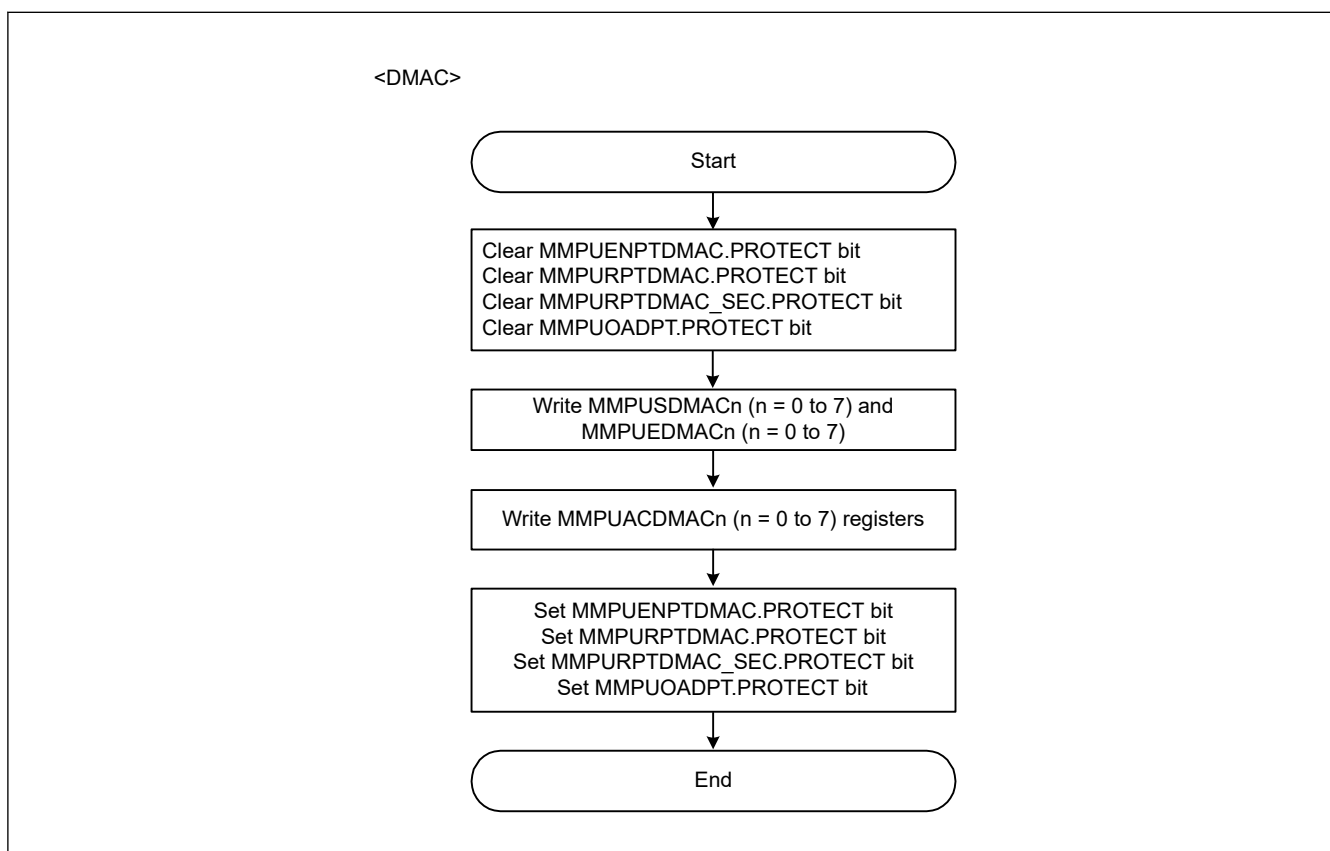 <DMAC>
Start
Clear MMPUENPTDMAC.PROTECT bit
Clear MMPURPTDMAC.PROTECT bit
Clear MMPURPTDMAC_SEC.PROTECT bit
Clear MMPUOADPT.PROTECT bit
Write MMPUSDMACn (n = 0 to 7) and
MMPUEDMACn (n = 0 to 7)
Write MMPUACDMACn (n = 0 to 7) registers
Set MMPUENPTDMAC.PROTECT bit
Set MMPURPTDMAC.PROTECT bit
Set MMPURPTDMAC_SEC.PROTECT bit
Set MMPUOADPT.PROTECT bit
End